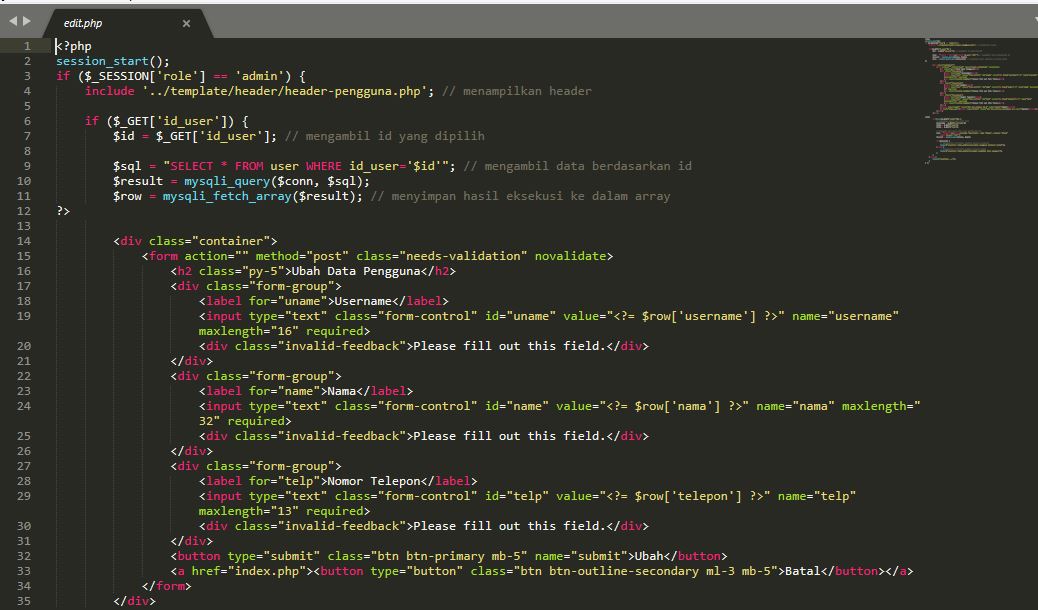 edit.php ×
1 <?php
2 session_start();
3 if ($_SESSION['role'] == 'admin') {
4 include '../template/header/header-pengguna.php'; // menampilkan header
5
6 if ($_GET['id_user']) {
7 $id = $_GET['id_user']; // mengambil id yang dipilih
8
9 $sql = "SELECT * FROM user WHERE id_user='$id'"; // mengambil data berdasarkan id
10 $result = mysqli_query($conn, $sql);
11 $row = mysqli_fetch_array($result); // menyimpan hasil eksekusi ke dalam array
12 ?>
13
14 <div class="container">
15 <form action="" method="post" class="needs-validation" novalidate>
16 <h2 class="py-5">Ubah Data Pengguna</h2>
17 <div class="form-group">
18 <label for="uname">Username</label>
19 <input type="text" class="form-control" id="uname" value="<?= $row['username'] ?>" name="username"
maxlength="16" required>
20 <div class="invalid-feedback">Please fill out this field.</div>
21 </div>
22 <div class="form-group">
23 <label for="name">Nama</label>
24 <input type="text" class="form-control" id="name" value="<?= $row['nama'] ?>" name="nama" maxlength="
32" required>
25 <div class="invalid-feedback">Please fill out this field.</div>
26 </div>
27 <div class="form-group">
28 <label for="telp">Nomor Telepon</label>
29 <input type="text" class="form-control" id="telp" value="<?= $row['telepon'] ?>" name="telp"
maxlength="13" required>
30 <div class="invalid-feedback">Please fill out this field.</div>
31 </div>
32 <button type="submit" class="btn btn-primary mb-5" name="submit">Ubah</button>
33 <a href="index.php"><button type="button" class="btn btn-outline-secondary ml-3 mb-5">Batal</button></a>
34 </form>
35 </div>